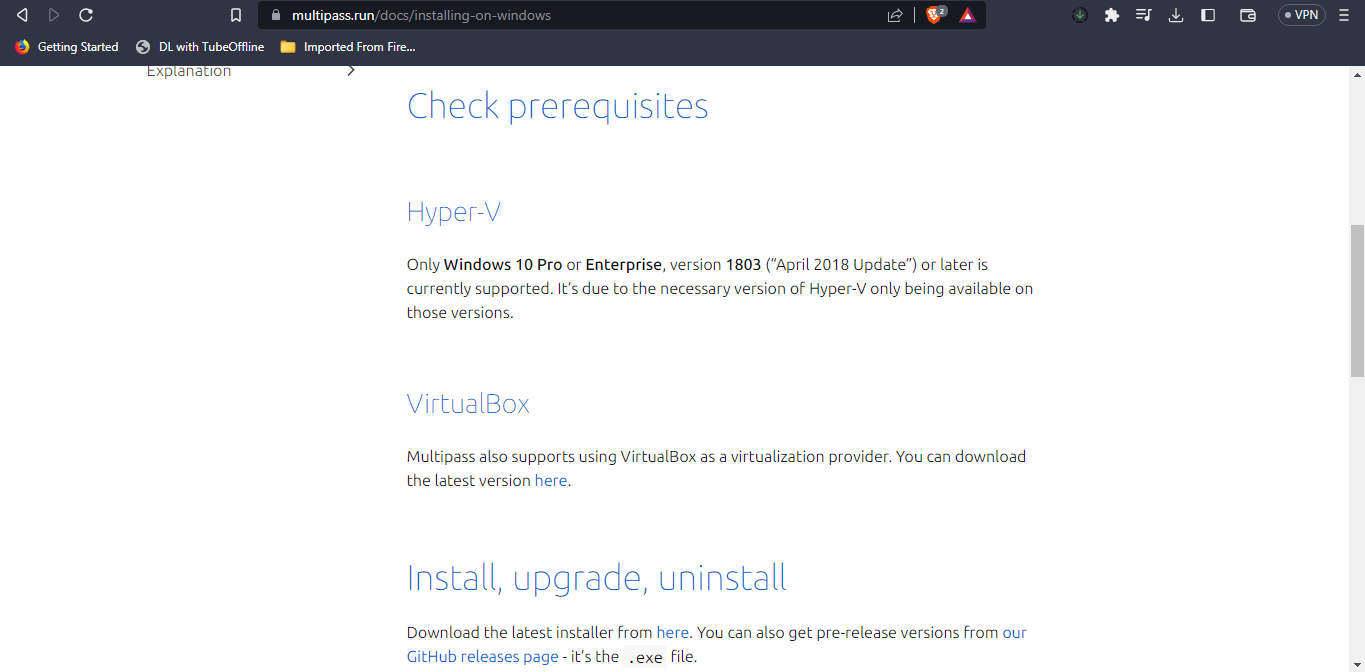 multipass.run/docs/installing-on-windows
2
VPN
Getting Started
DL with TubeOffline
Imported From Fire...
Explanation
Check prerequisites
Hyper-V
Only Windows 10 Pro or Enterprise, version 1803 (“April 2018 Update”) or later is
currently supported. It’s due to the necessary version of Hyper-V only being available on
those versions.
VirtualBox
Multipass also supports using VirtualBox as a virtualization provider. You can download
the latest version here.
Install, upgrade, uninstall
Download the latest installer from here. You can also get pre-release versions from our
GitHub releases page - it’s the .exe file.